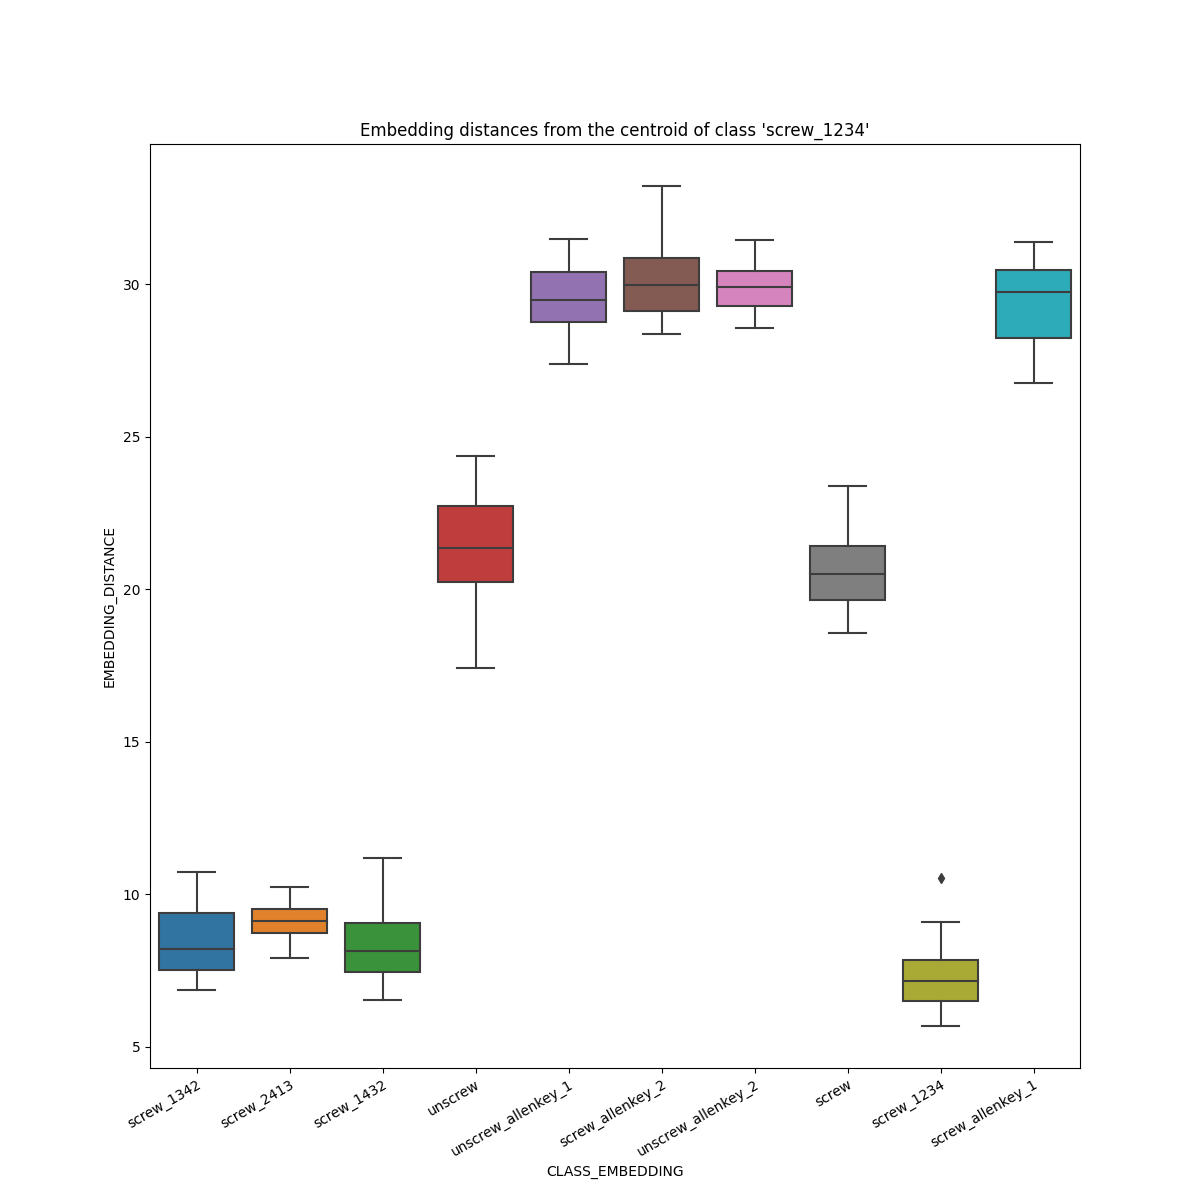 Embedding distances from the centroid of class 'screw_1234'
EMBEDDING_DISTANCE
30
25
20
15
10
5
screw_1342
screw_2413
screw_1432
unscrew
unscrew_allenkey_1
screw_allenkey_2
unscrew_allenkey_2
screw
screw_1234
screw_allenkey_1
CLASS_EMBEDDING